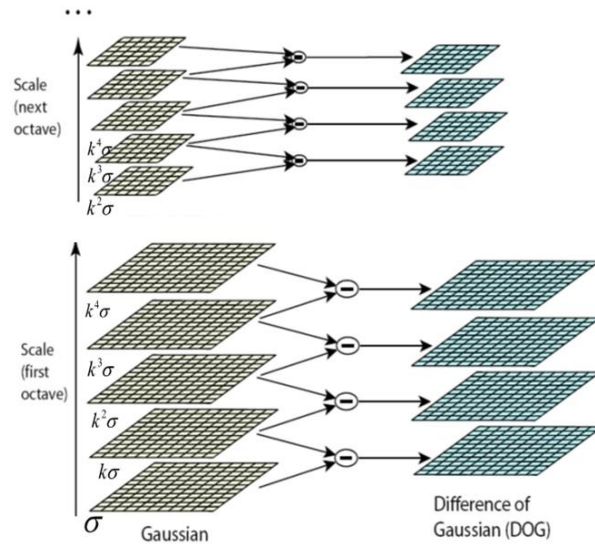 ...
Scale
(next
octave)
k⁴σ
k³σ
k²σ
Scale
(first
octave)
k⁴σ
k³σ
k²σ
kσ
σ
Gaussian
Difference of
Gaussian (DOG)